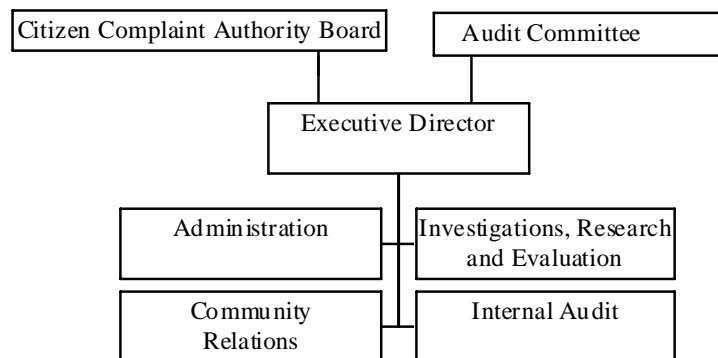 Citizen Complaint Authority Board
Audit Committee
Executive Director
Administration
Investigations, Research
and Evaluation
Community
Relations
Internal Audit